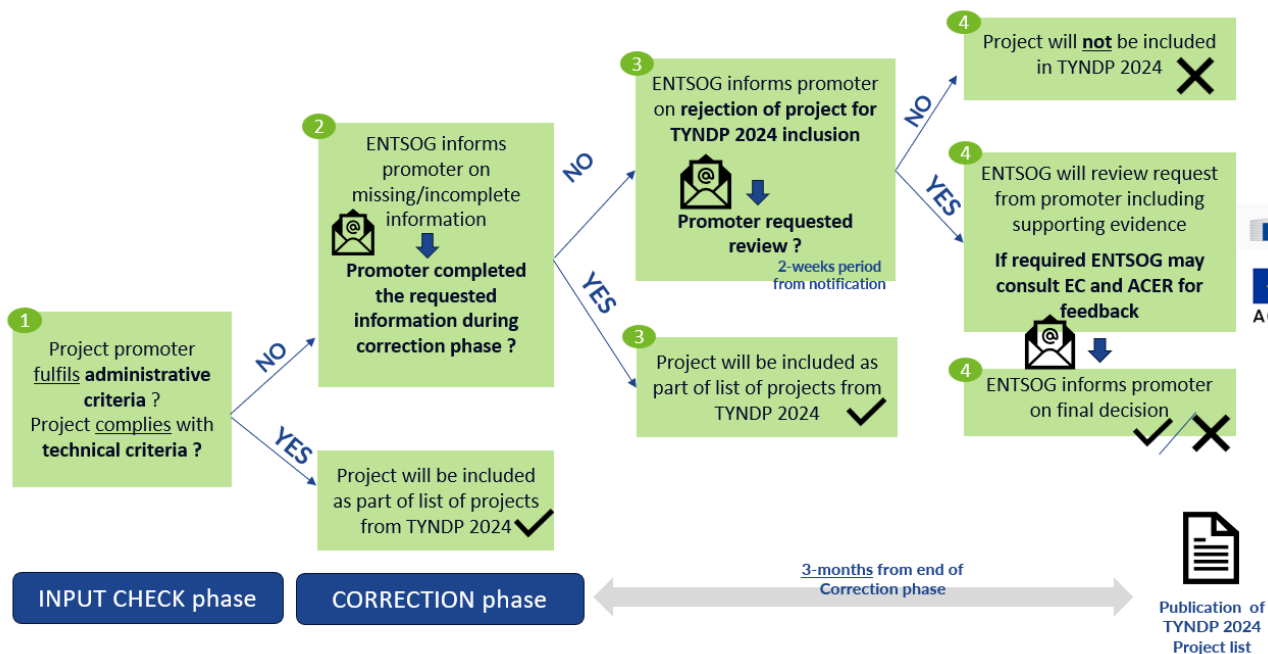 1
Project promoter
fulfils administrative
criteria ?
Project complies with
technical criteria ?
NO
YES
2
ENTSOG informs
promoter on
missing/incomplete
information
@
Promoter completed
the requested
information during
correction phase ?
Project will be included
as part of list of projects
from TYNDP 2024
NO
YES
3
ENTSOG informs promoter
on rejection of project for
TYNDP 2024 inclusion
@
Promoter requested
review ?
2-weeks period
from notification
3
Project will be included as
part of list of projects from
TYNDP 2024
NO
YES
4
Project will not be included
in TYNDP 2024
4
ENTSOG will review request
from promoter including
supporting evidence
If required ENTSOG may
consult EC and ACER for
feedback
@
4
ENTSOG informs promoter
on final decision
INPUT CHECK phase
CORRECTION phase
3-months from end of
Correction phase
Publication of
TYNDP 2024
Project list